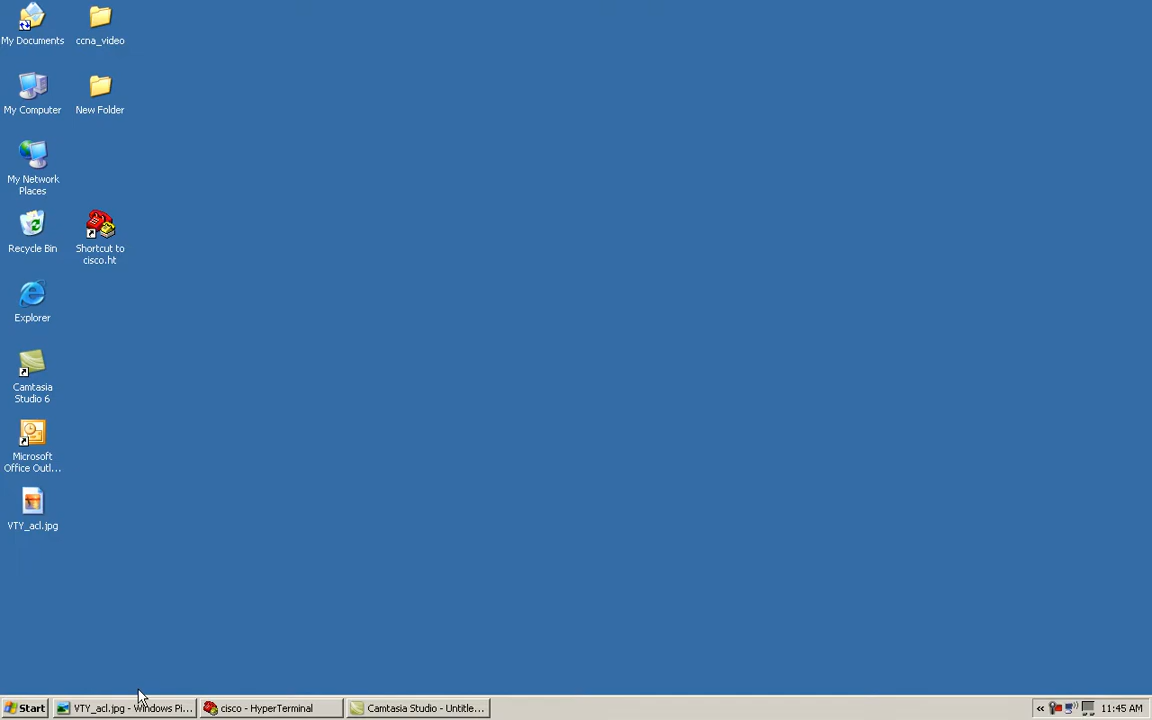 My Documents
ccna_video
My Computer
New Folder
My Network
Places
Recycle Bin
Shortcut to
cisco.ht
Explorer
Camtasia
Studio 6
Microsoft
Office Outl...
VTY_acl.jpg
Start
VTY_acl.jpg - Windows Pi...
cisco - HyperTerminal
Camtasia Studio - Untitle...
«
11:45 AM